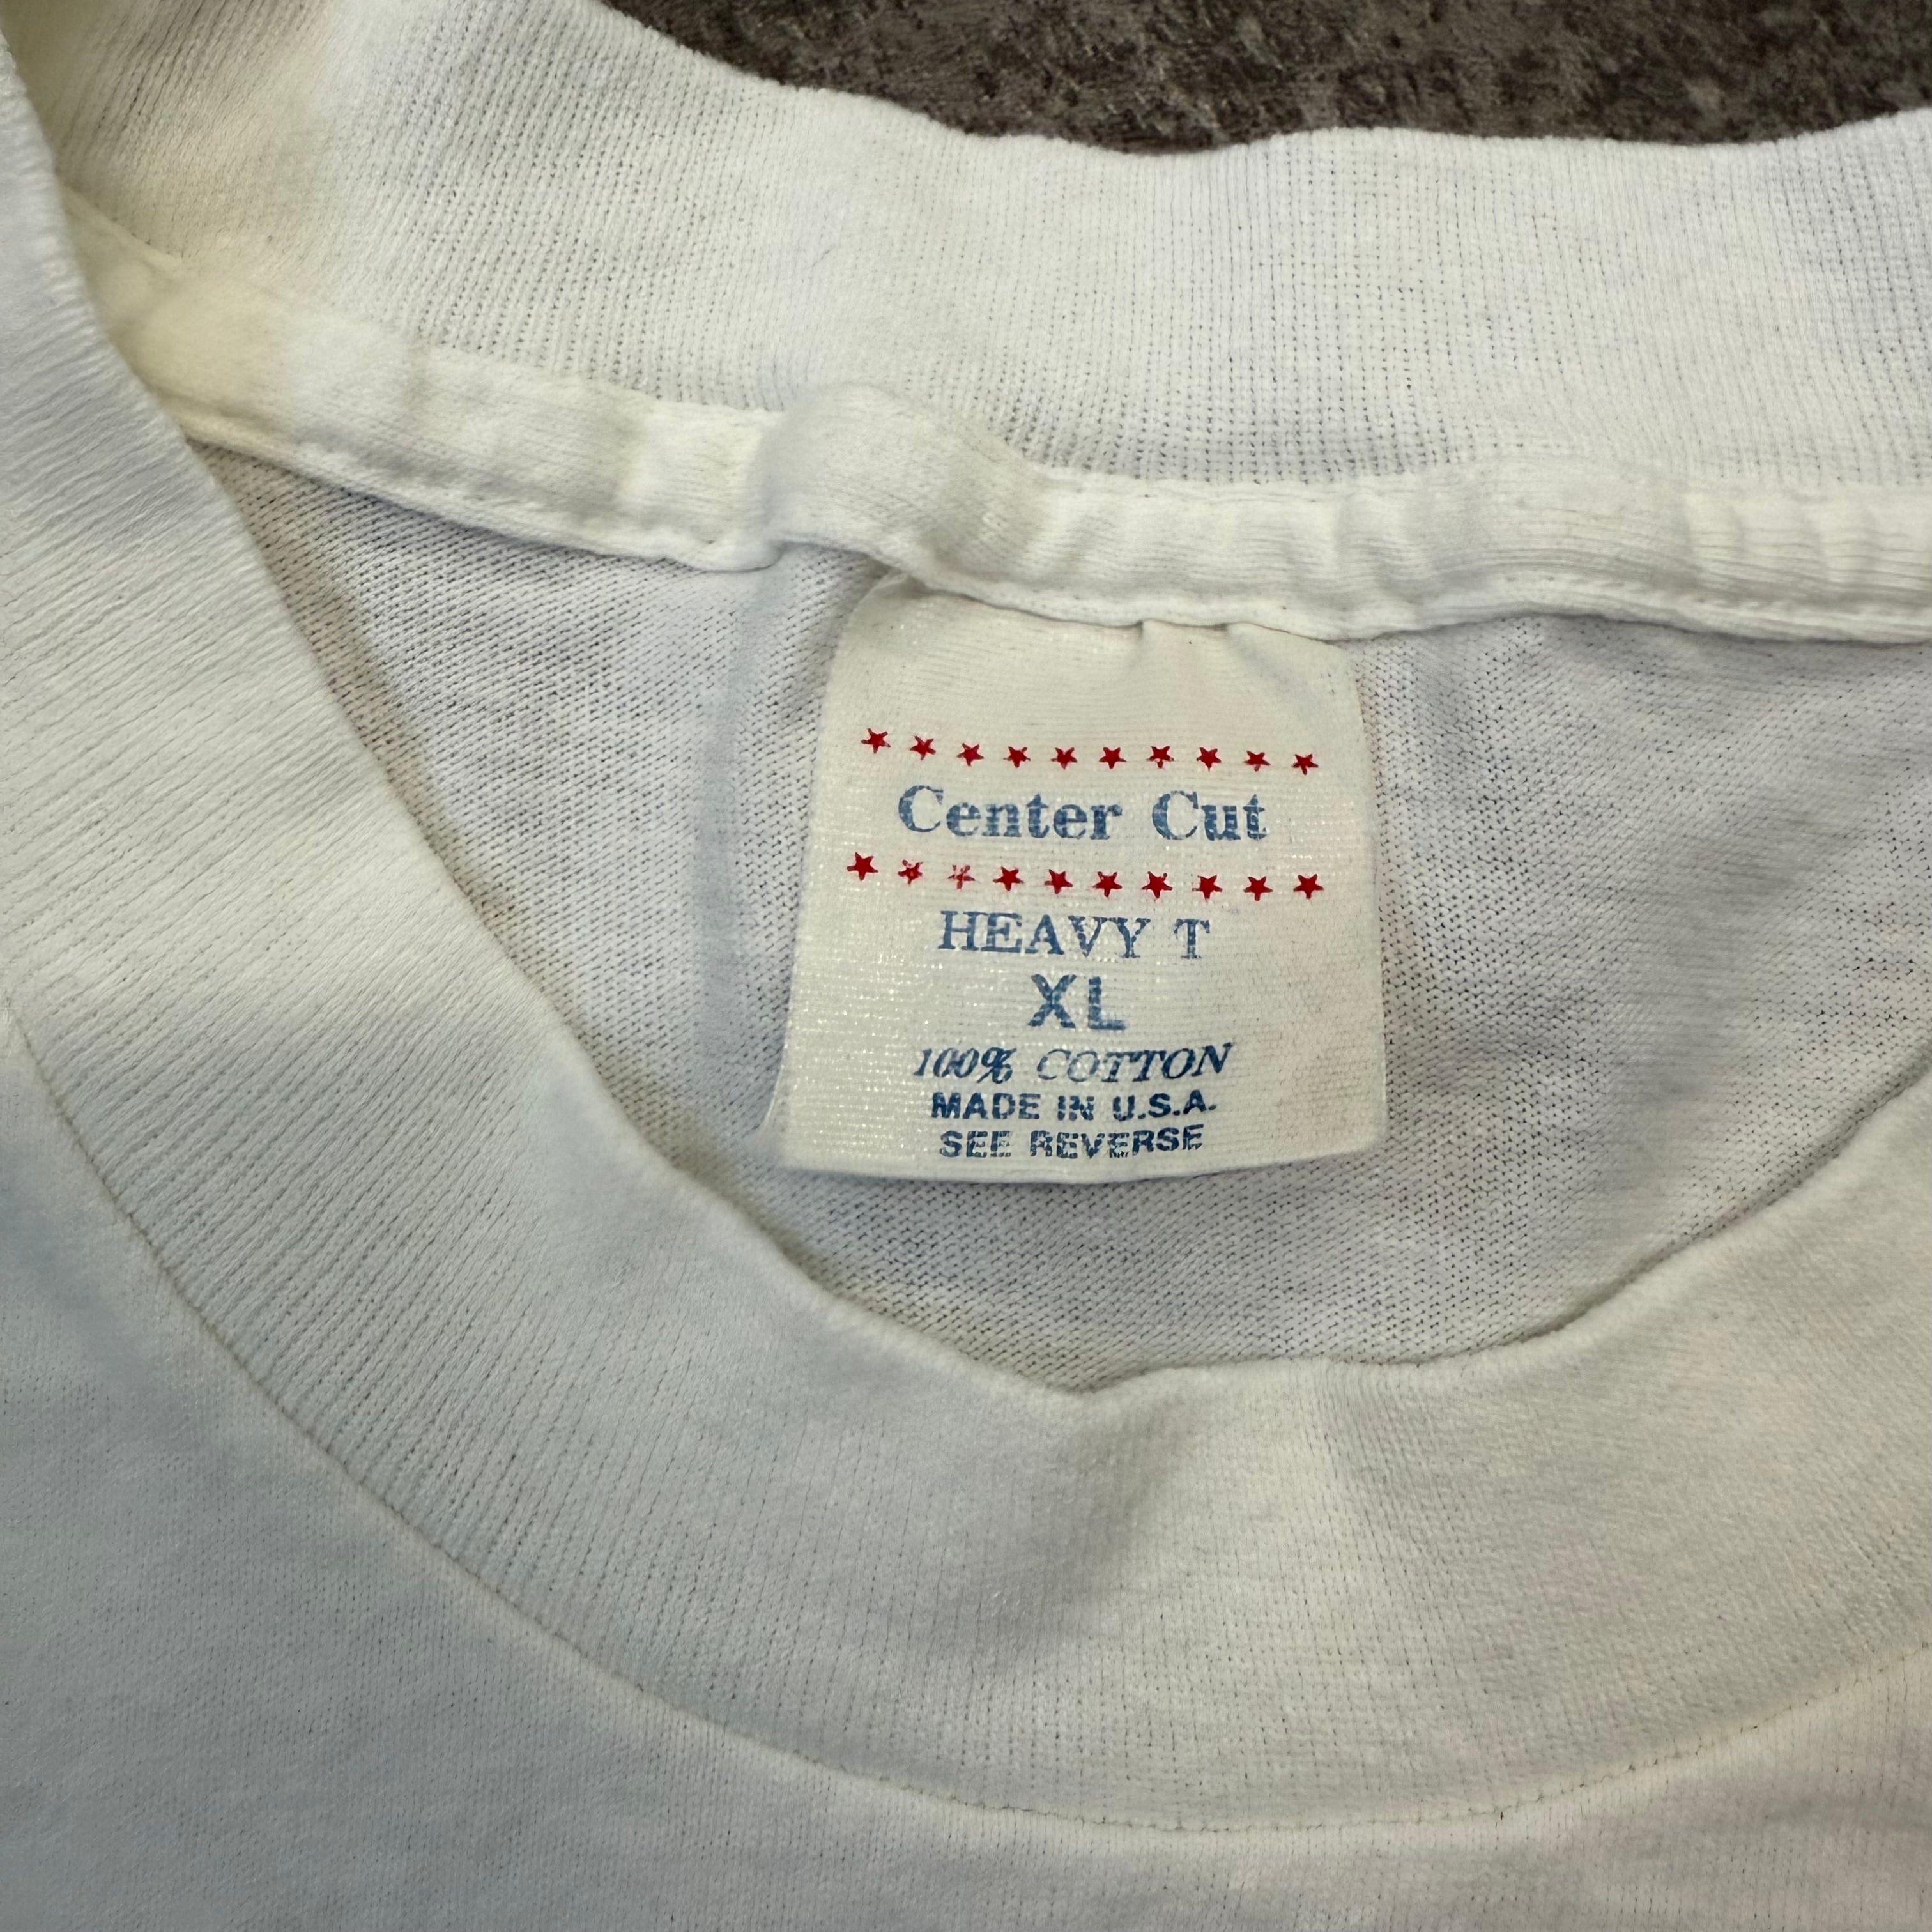 Center Cut
HEAVY T
XL
100% COTTON
MADE IN U.S.A.
SEE REVERSE